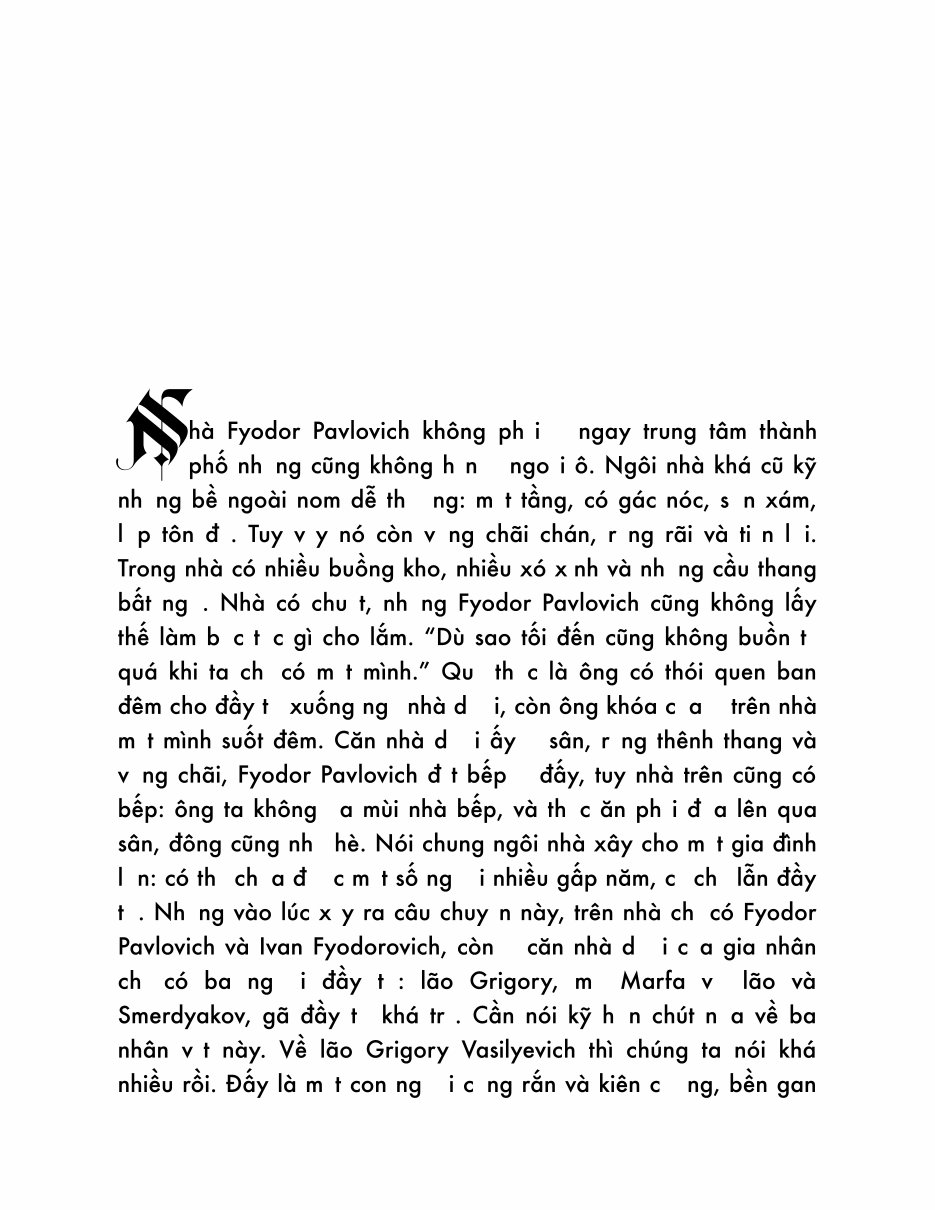 Nhà Fyodor Pavlovich không ph i   ngay trung tâm thành
phố nh ng cũng không h n   ngo i ô. Ngôi nhà khá cũ kỹ
nh ng bề ngoài nom dễ th  ng: m t tầng, có gác nóc, s n xám,
l p tôn đ . Tuy v y nó còn v ng chãi chán, r ng rãi và ti n l i.
Trong nhà có nhiều buồng kho, nhiều xó x nh và nh ng cầu thang
bất ng . Nhà có chu t, nh ng Fyodor Pavlovich cũng không lấy
thế làm b c t c gì cho lắm. “Dù sao tối đến cũng không buồn t
quá khi ta ch  có m t mình.” Qu  th c là ông có thói quen ban
đêm cho đầy t  xuống ng  nhà d  i, còn ông khóa c a   trên nhà
m t mình suốt đêm. Căn nhà d  i ấy   sân, r ng thênh thang và
v ng chãi, Fyodor Pavlovich đ t bếp   đấy, tuy nhà trên cũng có
bếp: ông ta không  a mùi nhà bếp, và th c ăn ph i đ a lên qua
sân, đông cũng nh  hè. Nói chung ngôi nhà xây cho m t gia đình
l n: có th  ch a đ  c m t số ng  i nhiều gấp năm, c  ch  lẫn đầy
t . Nh ng vào lúc x y ra câu chuy n này, trên nhà ch  có Fyodor
Pavlovich và Ivan Fyodorovich, còn   căn nhà d  i c a gia nhân
ch  có ba ng  i đầy t : lão Grigory, m  Marfa v  lão và
Smerdyakov, gã đầy t  khá tr . Cần nói kỹ h n chút n a về ba
nhân v t này. Về lão Grigory Vasilyevich thì chúng ta nói khá
nhiều rồi. Đấy là m t con ng  i c ng rắn và kiên c  ng, bền gan